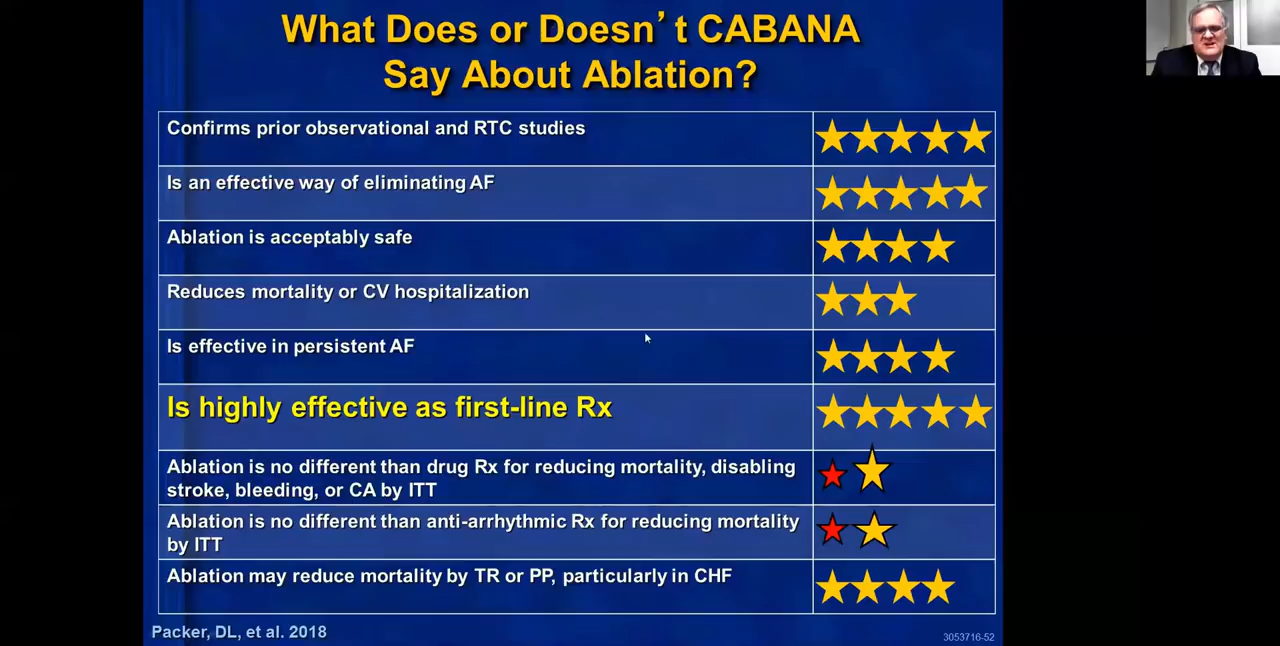 What Does or Doesn’t CABANA
Say About Ablation?
Confirms prior observational and RTC studies
Is an effective way of eliminating AF
Ablation is acceptably safe
Reduces mortality or CV hospitalization
Is effective in persistent AF
Is highly effective as first-line Rx
Ablation is no different than drug Rx for reducing mortality, disabling
stroke, bleeding, or CA by ITT
Ablation is no different than anti-arrhythmic Rx for reducing mortality
by ITT
Ablation may reduce mortality by TR or PP, particularly in CHF
Packer, DL, et al. 2018
3053716-52